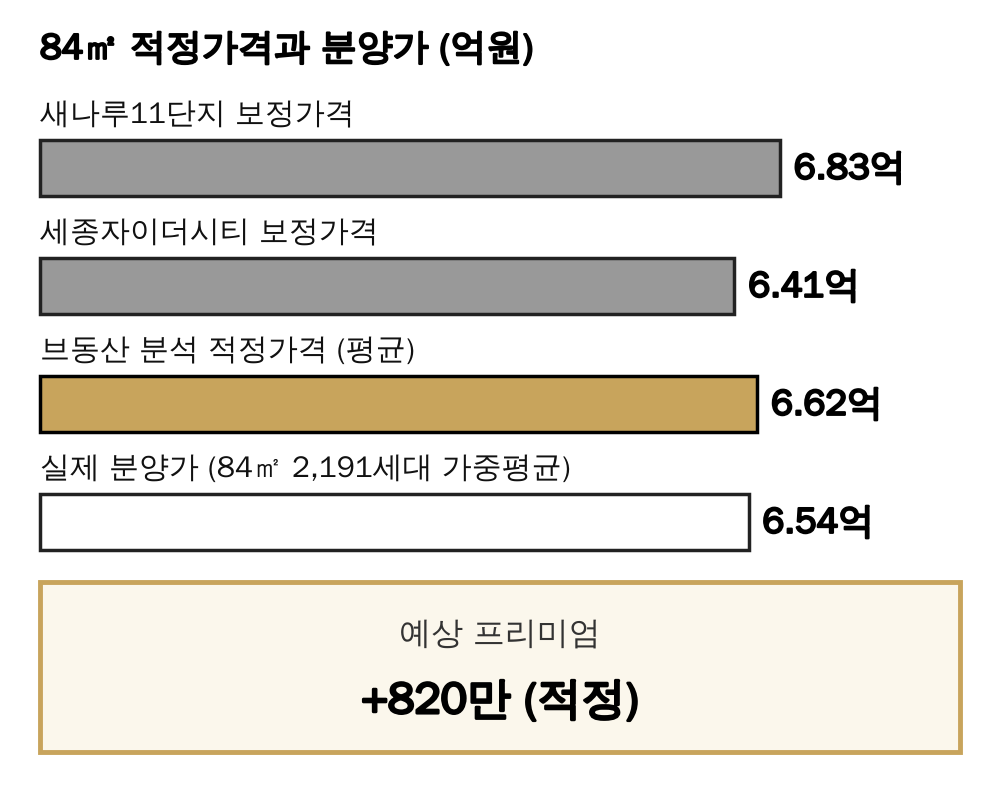 84㎡ 적정가격과 분양가 (억원)
새나루11단지 보정가격
6.83억
세종자이더시티 보정가격
6.41억
브동산 분석 적정가격 (평균)
6.62억
실제 분양가 (84㎡ 2,191세대 가중평균)
6.54억
예상 프리미엄
+820만 (적정)